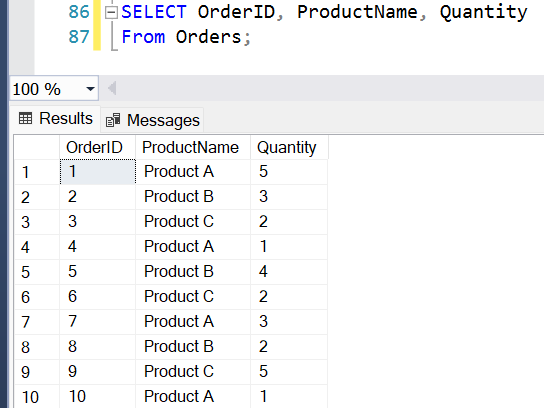 86 SELECT OrderID, ProductName, Quantity
87 From Orders;
100 %
Results Messages
OrderID ProductName Quantity
1 1 Product A 5
2 2 Product B 3
3 3 Product C 2
4 4 Product A 1
5 5 Product B 4
6 6 Product C 2
7 7 Product A 3
8 8 Product B 2
9 9 Product C 5
10 10 Product A 1